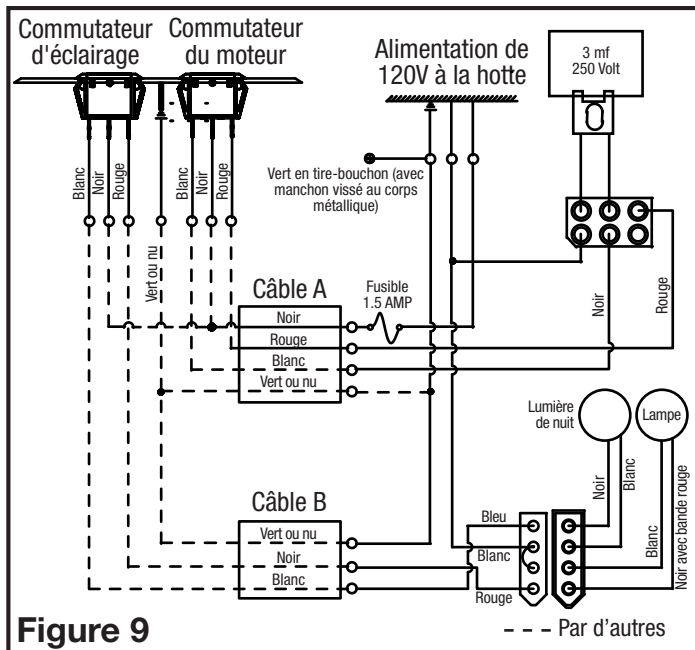 Commutateur
d'éclairage
Commutateur
du moteur
Alimentation de
120V à la hotte
3 mf
250 Volt
Blanc
Noir
Rouge
Vert ou nu
Blanc
Noir
Rouge
Vert en tire-bouchon (avec
manchon vissé au corps
métallique)
Câble A
Fusible
1.5 AMP
Noir
Rouge
Blanc
Vert ou nu
Noir
Rouge
Lumière
de nuit
Lampe
Noir
Blanc
Blanc
Noir avec bande rouge
Câble B
Vert ou nu
Noir
Blanc
Bleu
Blanc
Rouge
Figure 9
Par d'autres